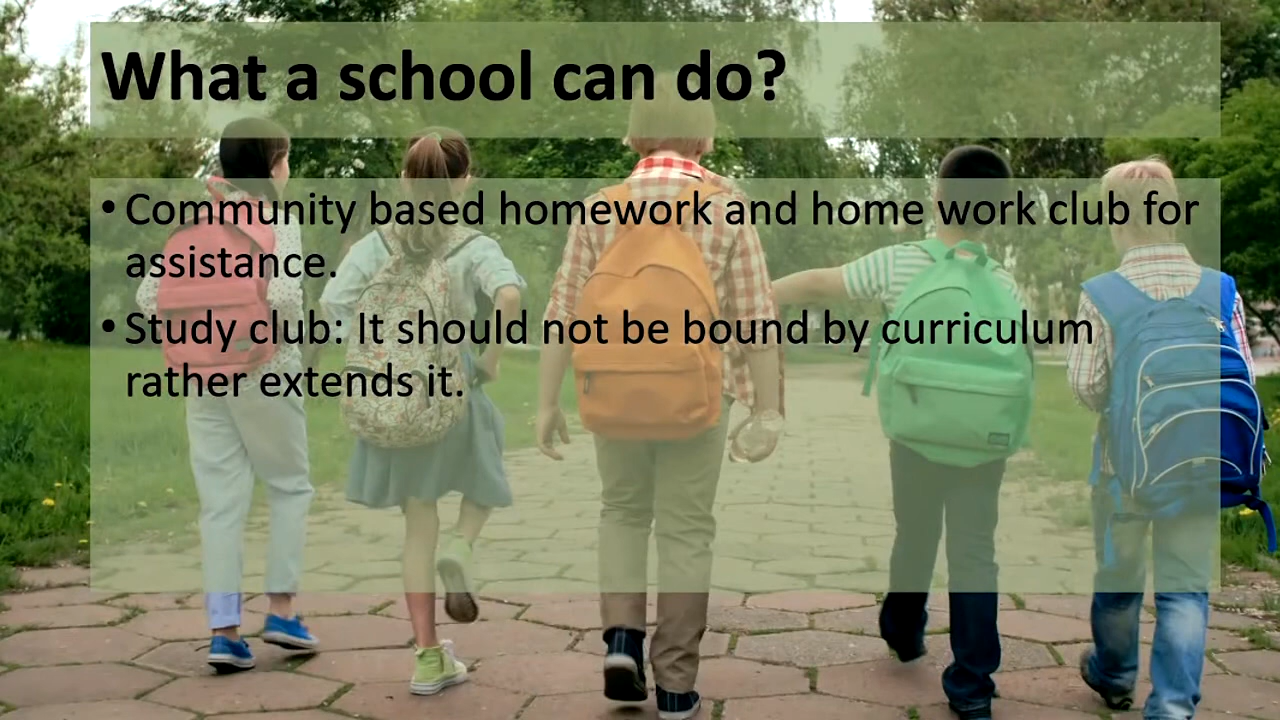 What a school can do?
• Community based homework and home work club for
assistance.
• Study club: It should not be bound by curriculum
rather extends it.